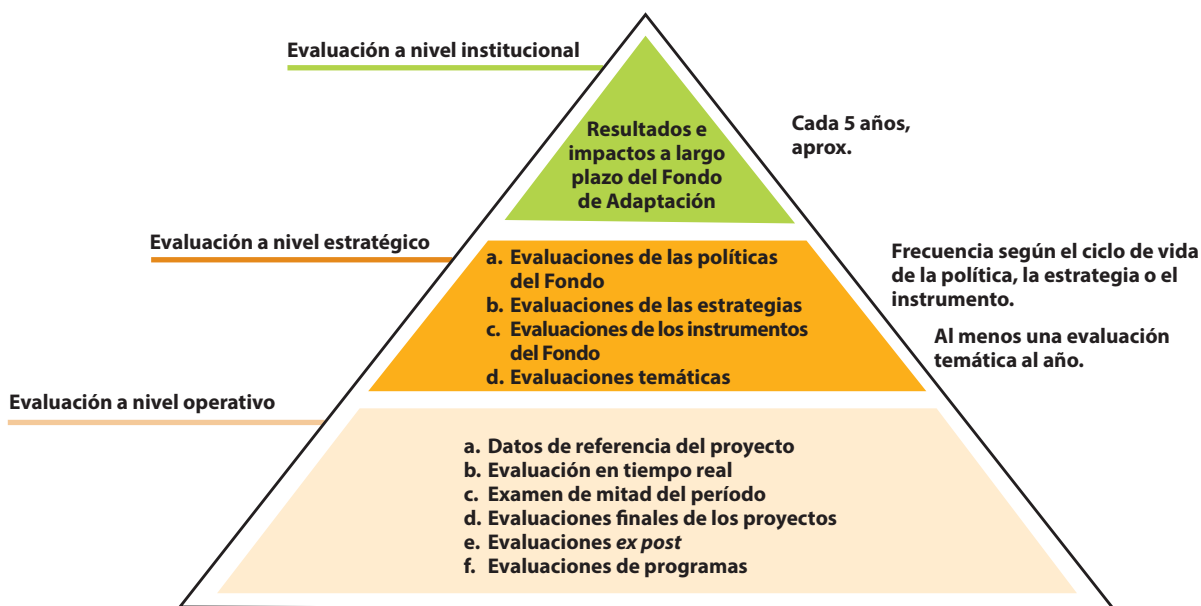 Evaluación a nivel institucional
Resultados e
impactos a largo
plazo del Fondo
de Adaptación
Cada 5 años,
aprox.
Evaluación a nivel estratégico
a. Evaluaciones de las políticas
del Fondo
b. Evaluaciones de las estrategias
c. Evaluaciones de los instrumentos
del Fondo
d. Evaluaciones temáticas
Frecuencia según el ciclo de vida
de la política, la estrategia o el
instrumento.
Al menos una evaluación
temática al año.
Evaluación a nivel operativo
a. Datos de referencia del proyecto
b. Evaluación en tiempo real
c. Examen de mitad del período
d. Evaluaciones finales de los proyectos
e. Evaluaciones ex post
f. Evaluaciones de programas